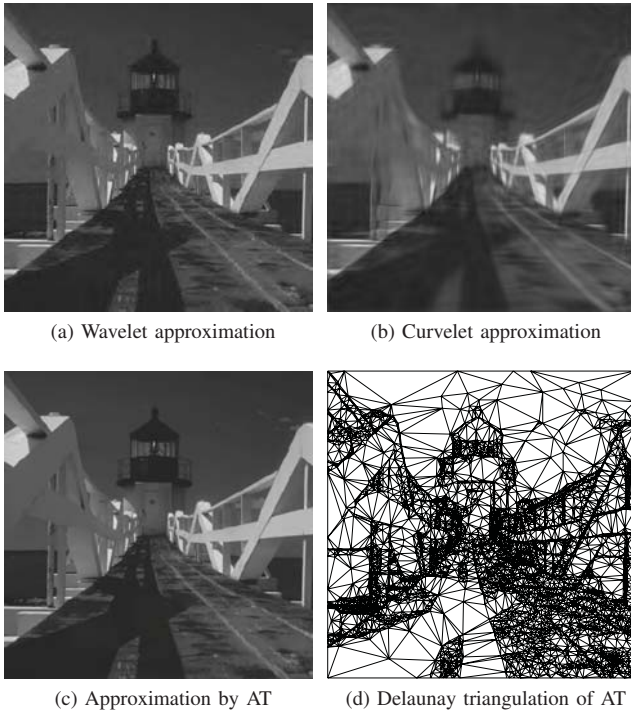 (a) Wavelet approximation
(b) Curvelet approximation
(c) Approximation by AT
(d) Delaunay triangulation of AT